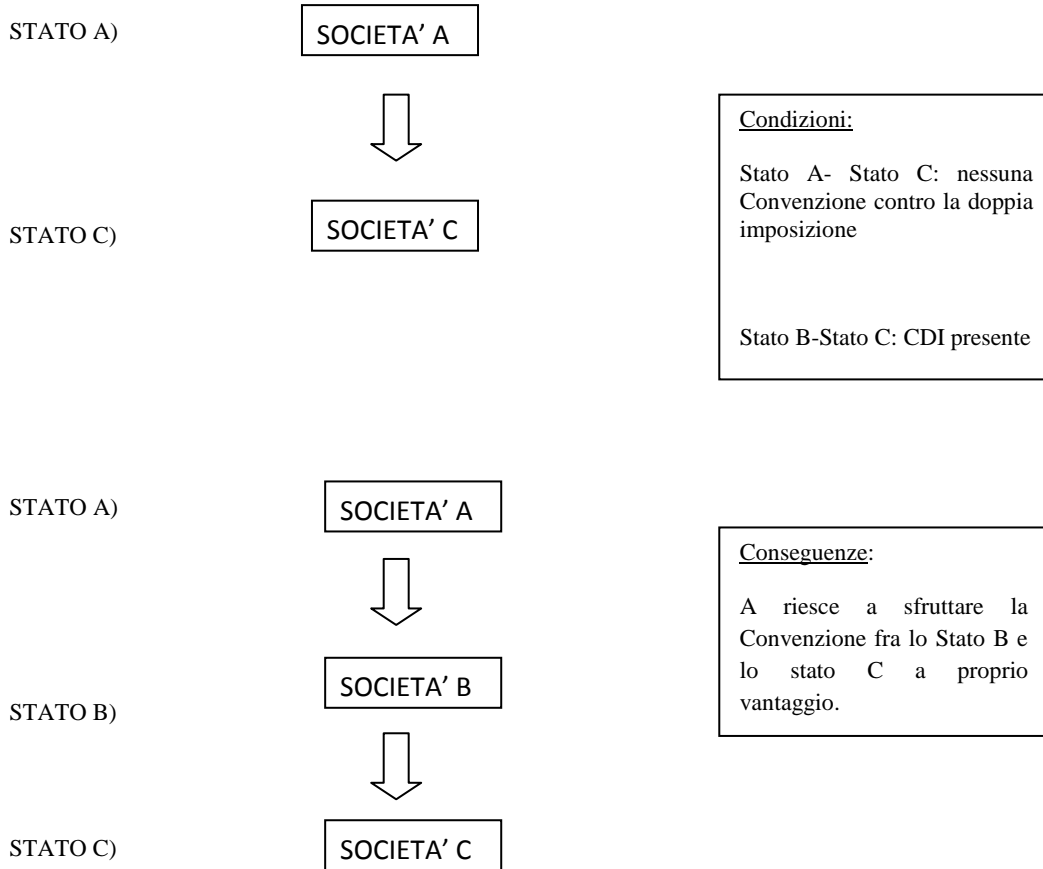 STATO A)
SOCIETA’ A
STATO C)
SOCIETA’ C
Condizioni:
Stato A- Stato C: nessuna
Convenzione contro la doppia
imposizione
Stato B-Stato C: CDI presente
STATO A)
SOCIETA’ A
STATO B)
SOCIETA’ B
STATO C)
SOCIETA’ C
Conseguenze:
A riesce a sfruttare la
Convenzione fra lo Stato B e
lo stato C a proprio
vantaggio.